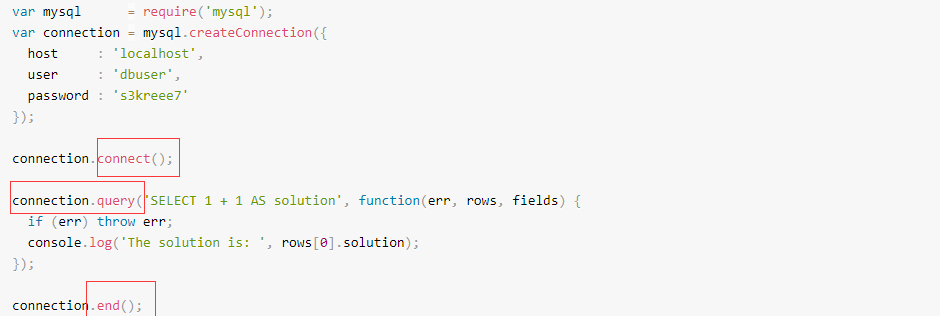 var mysql      = require('mysql');
var connection = mysql.createConnection({
  host     : 'localhost',
  user     : 'dbuser',
  password : 's3kreee7'
});
connection.connect();
connection.query('SELECT 1 + 1 AS solution', function(err, rows, fields) {
  if (err) throw err;
  console.log('The solution is: ', rows[0].solution);
});
connection.end();